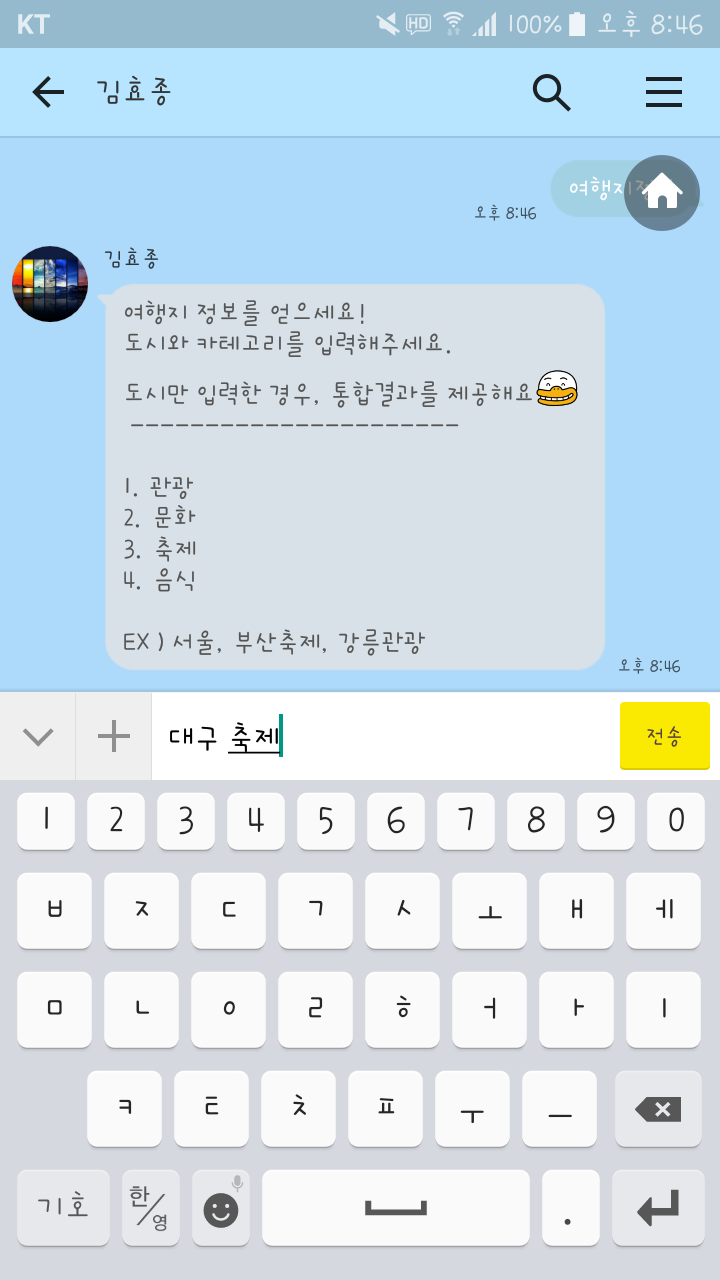 KT HD 100% 오후 8:46
김효종
여행지
오후 8:46
김효종
여행지 정보를 얻으세요!
도시와 카테고리를 입력해주세요.
도시만 입력한 경우, 통합결과를 제공해요
----------------------
1. 관광
2. 문화
3. 축제
4. 음식
EX ) 서울, 부산축제, 강릉관광
오후 8:46
대구 축제
전송
1 2 3 4 5 6 7 8 9 0
ㅂ ㅈ ㄷ ㄱ ㅅ ㅗ ㅐ ㅔ
ㅁ ㄴ ㅇ ㄹ ㅎ ㅓ ㅏ ㅣ
ㅋ ㅌ ㅊ ㅍ ㅜ ㅡ
기호 한/영 .